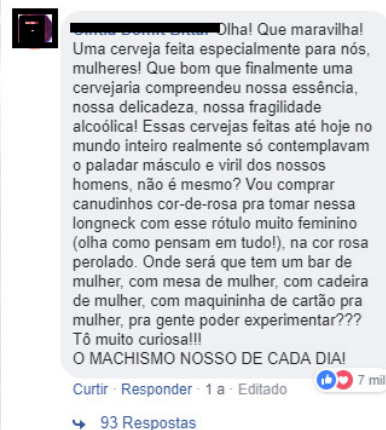 Olha! Que maravilha!
Uma cerveja feita especialmente para nós,
mulheres! Que bom que finalmente uma
cervejaria compreendeu nossa essência,
nossa delicadeza, nossa fragilidade
alcoólica! Essas cervejas feitas até hoje no
mundo inteiro realmente só contemplavam
o paladar másculo e viril dos nossos
homens, não é mesmo? Vou comprar
canudinhos cor-de-rosa pra tomar nessa
longneck com esse rótulo muito feminino
(olha como pensam em tudo!), na cor rosa
perolado. Onde será que tem um bar de
mulher, com mesa de mulher, com cadeira
de mulher, com maquininha de cartão pra
mulher, pra gente poder experimentar???
Tô muito curiosa!!!
O MACHISMO NOSSO DE CADA DIA!
7 mil
Curtir · Responder · 1 a · Editado
93 Respostas